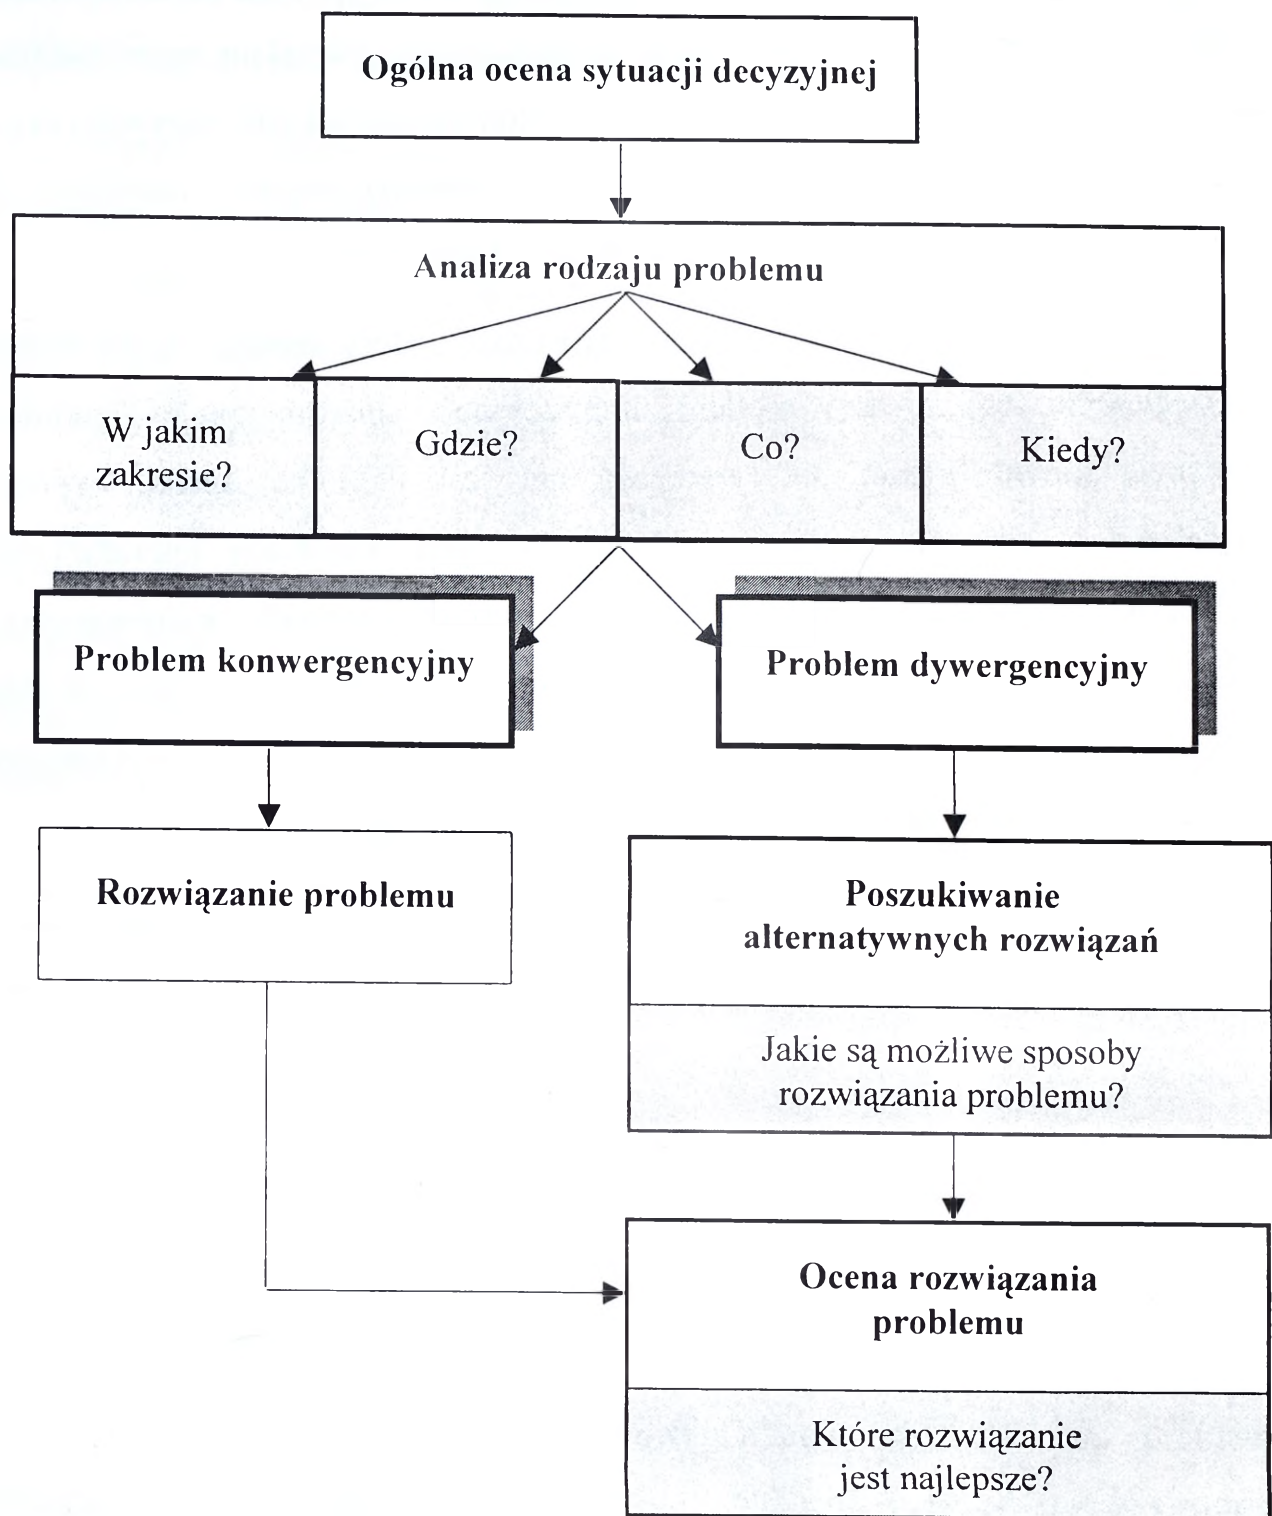 Ogólna ocena sytuacji decyzyjnej
Analiza rodzaju problemu
W jakim
zakresie?
Gdzie?
Co?
Kiedy?
Problem konwergencyjny
Problem dywergencyjny
Rozwiązanie problemu
Poszukiwanie
alternatywnych rozwiązań
Jakie są możliwe sposoby
rozwiązania problemu?
Ocena rozwiązania
problemu
Które rozwiązanie
jest najlepsze?